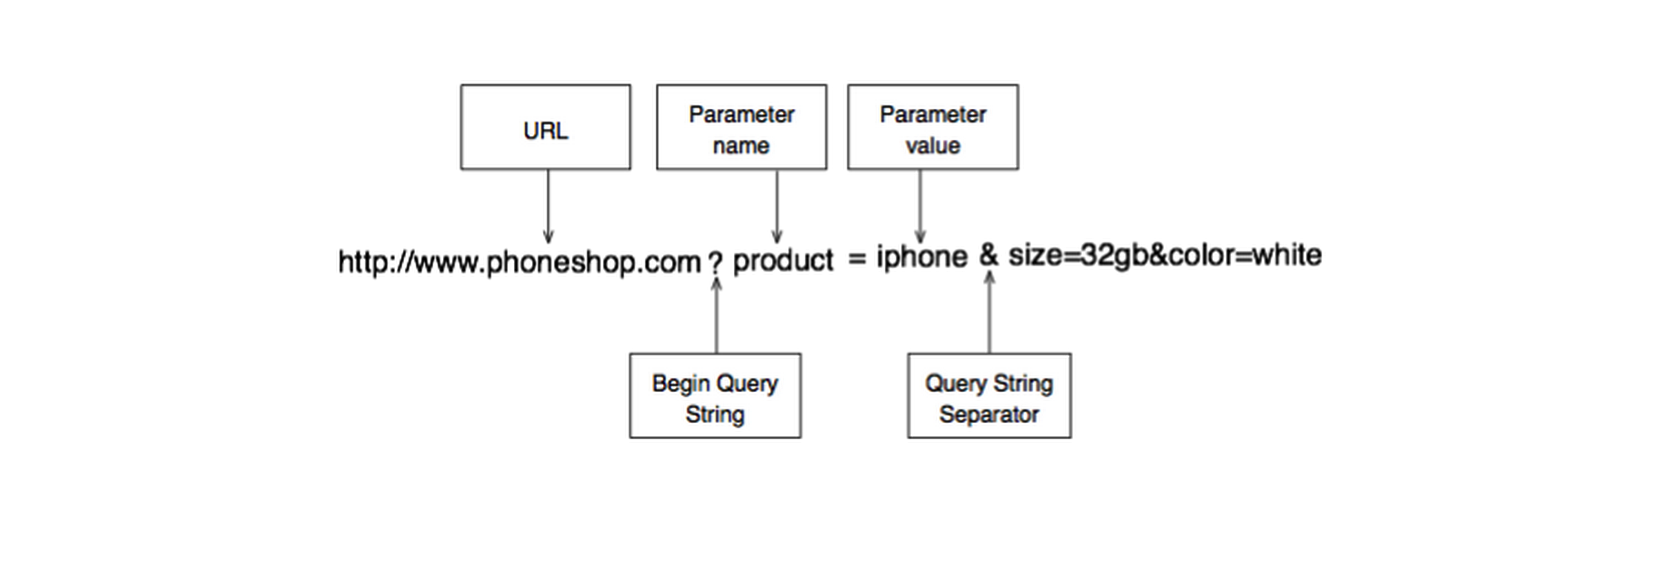 URL
Parameter
name
Parameter
value
http://www.phoneshop.com ? product = iphone & size=32gb&color=white
Begin Query
String
Query String
Separator